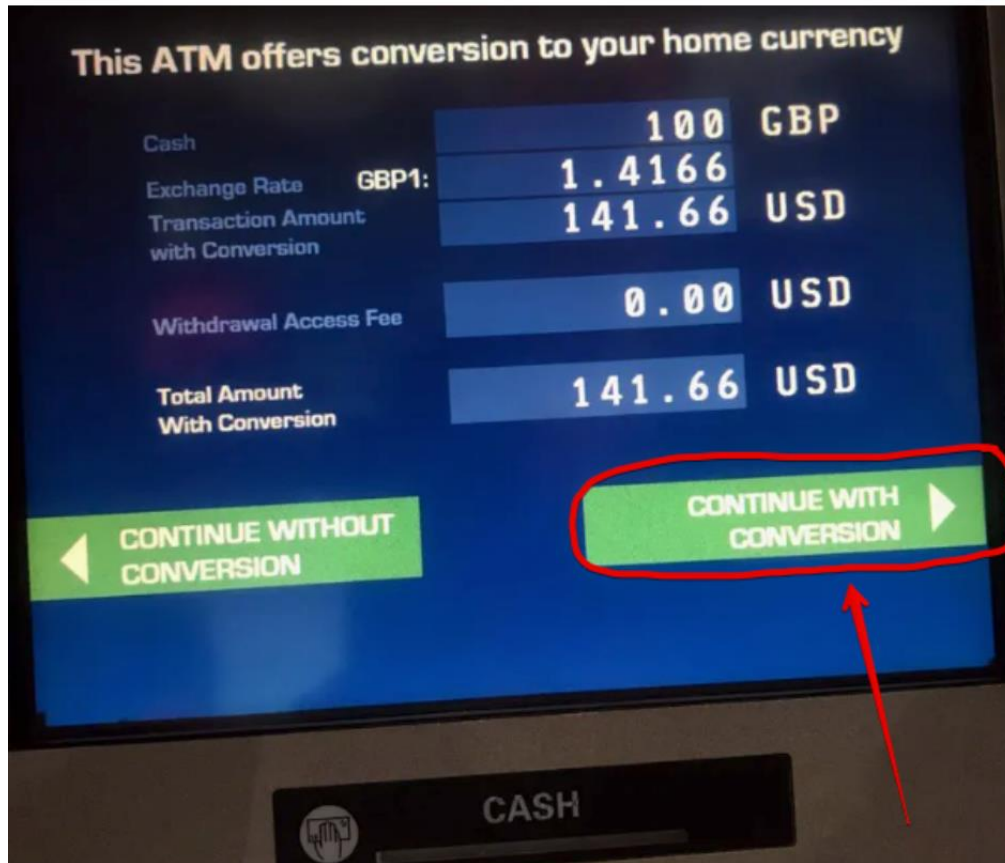 This ATM offers conversion to your home currency
Cash 100 GBP
Exchange Rate GBP1: 1.4166
Transaction Amount
with Conversion 141.66 USD
Withdrawal Access Fee 0.00 USD
Total Amount
With Conversion 141.66 USD
CONTINUE WITHOUT
CONVERSION
CONTINUE WITH
CONVERSION
CASH